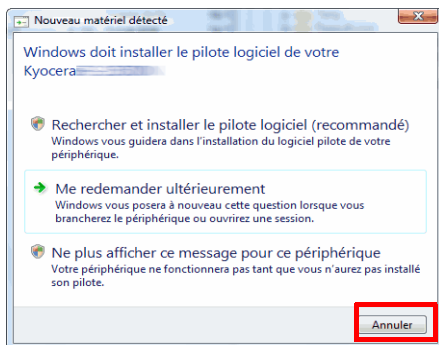 Nouveau matériel détecté
Windows doit installer le pilote logiciel de votre
Kyocera
Rechercher et installer le pilote logiciel (recommandé)
Windows vous guidera dans l'installation du logiciel pilote de votre
périphérique.
Me redemander ultérieurement
Windows vous posera à nouveau cette question lorsque vous
brancherez le périphérique ou ouvrirez une session.
Ne plus afficher ce message pour ce périphérique
Votre périphérique ne fonctionnera pas tant que vous n'aurez pas installé
son pilote.
Annuler